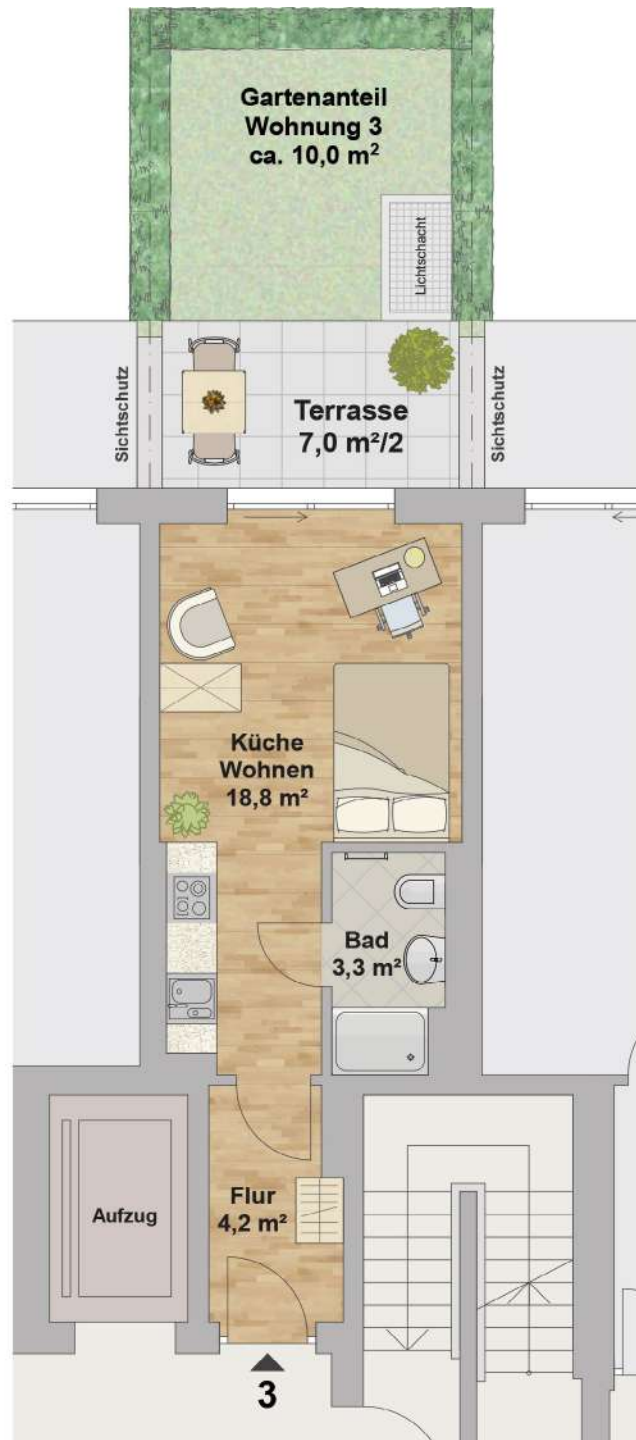 Gartenanteil
Wohnung 3
ca. 10,0 m²
Lichtschacht
Sichtschutz
Terrasse
7,0 m²/2
Sichtschutz
Küche
Wohnen
18,8 m²
Bad
3,3 m²
Aufzug
Flur
4,2 m²
3